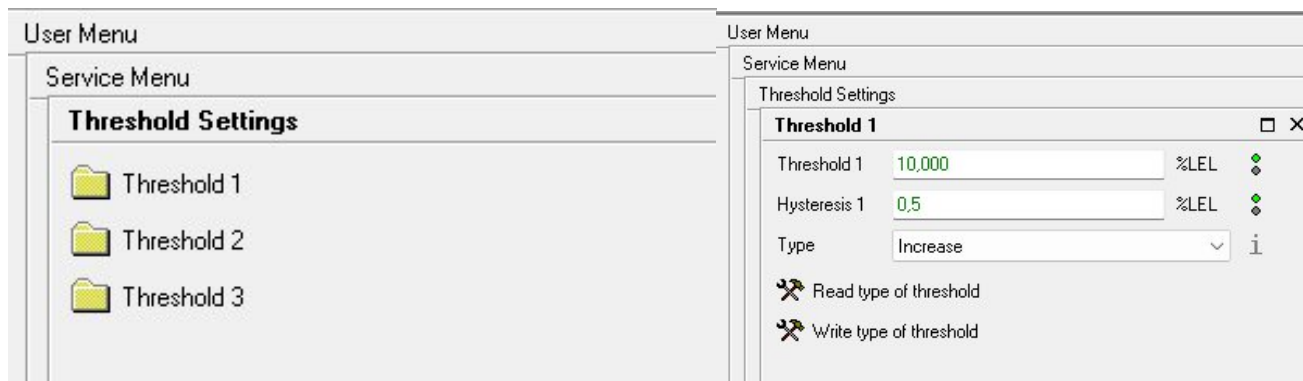 User Menu
Service Menu
Threshold Settings
Threshold 1
Threshold 2
Threshold 3
User Menu
Service Menu
Threshold Settings
Threshold 1
Threshold 1 10,000 %LEL
Hysteresis 1 0,5 %LEL
Type Increase i
Read type of threshold
Write type of threshold